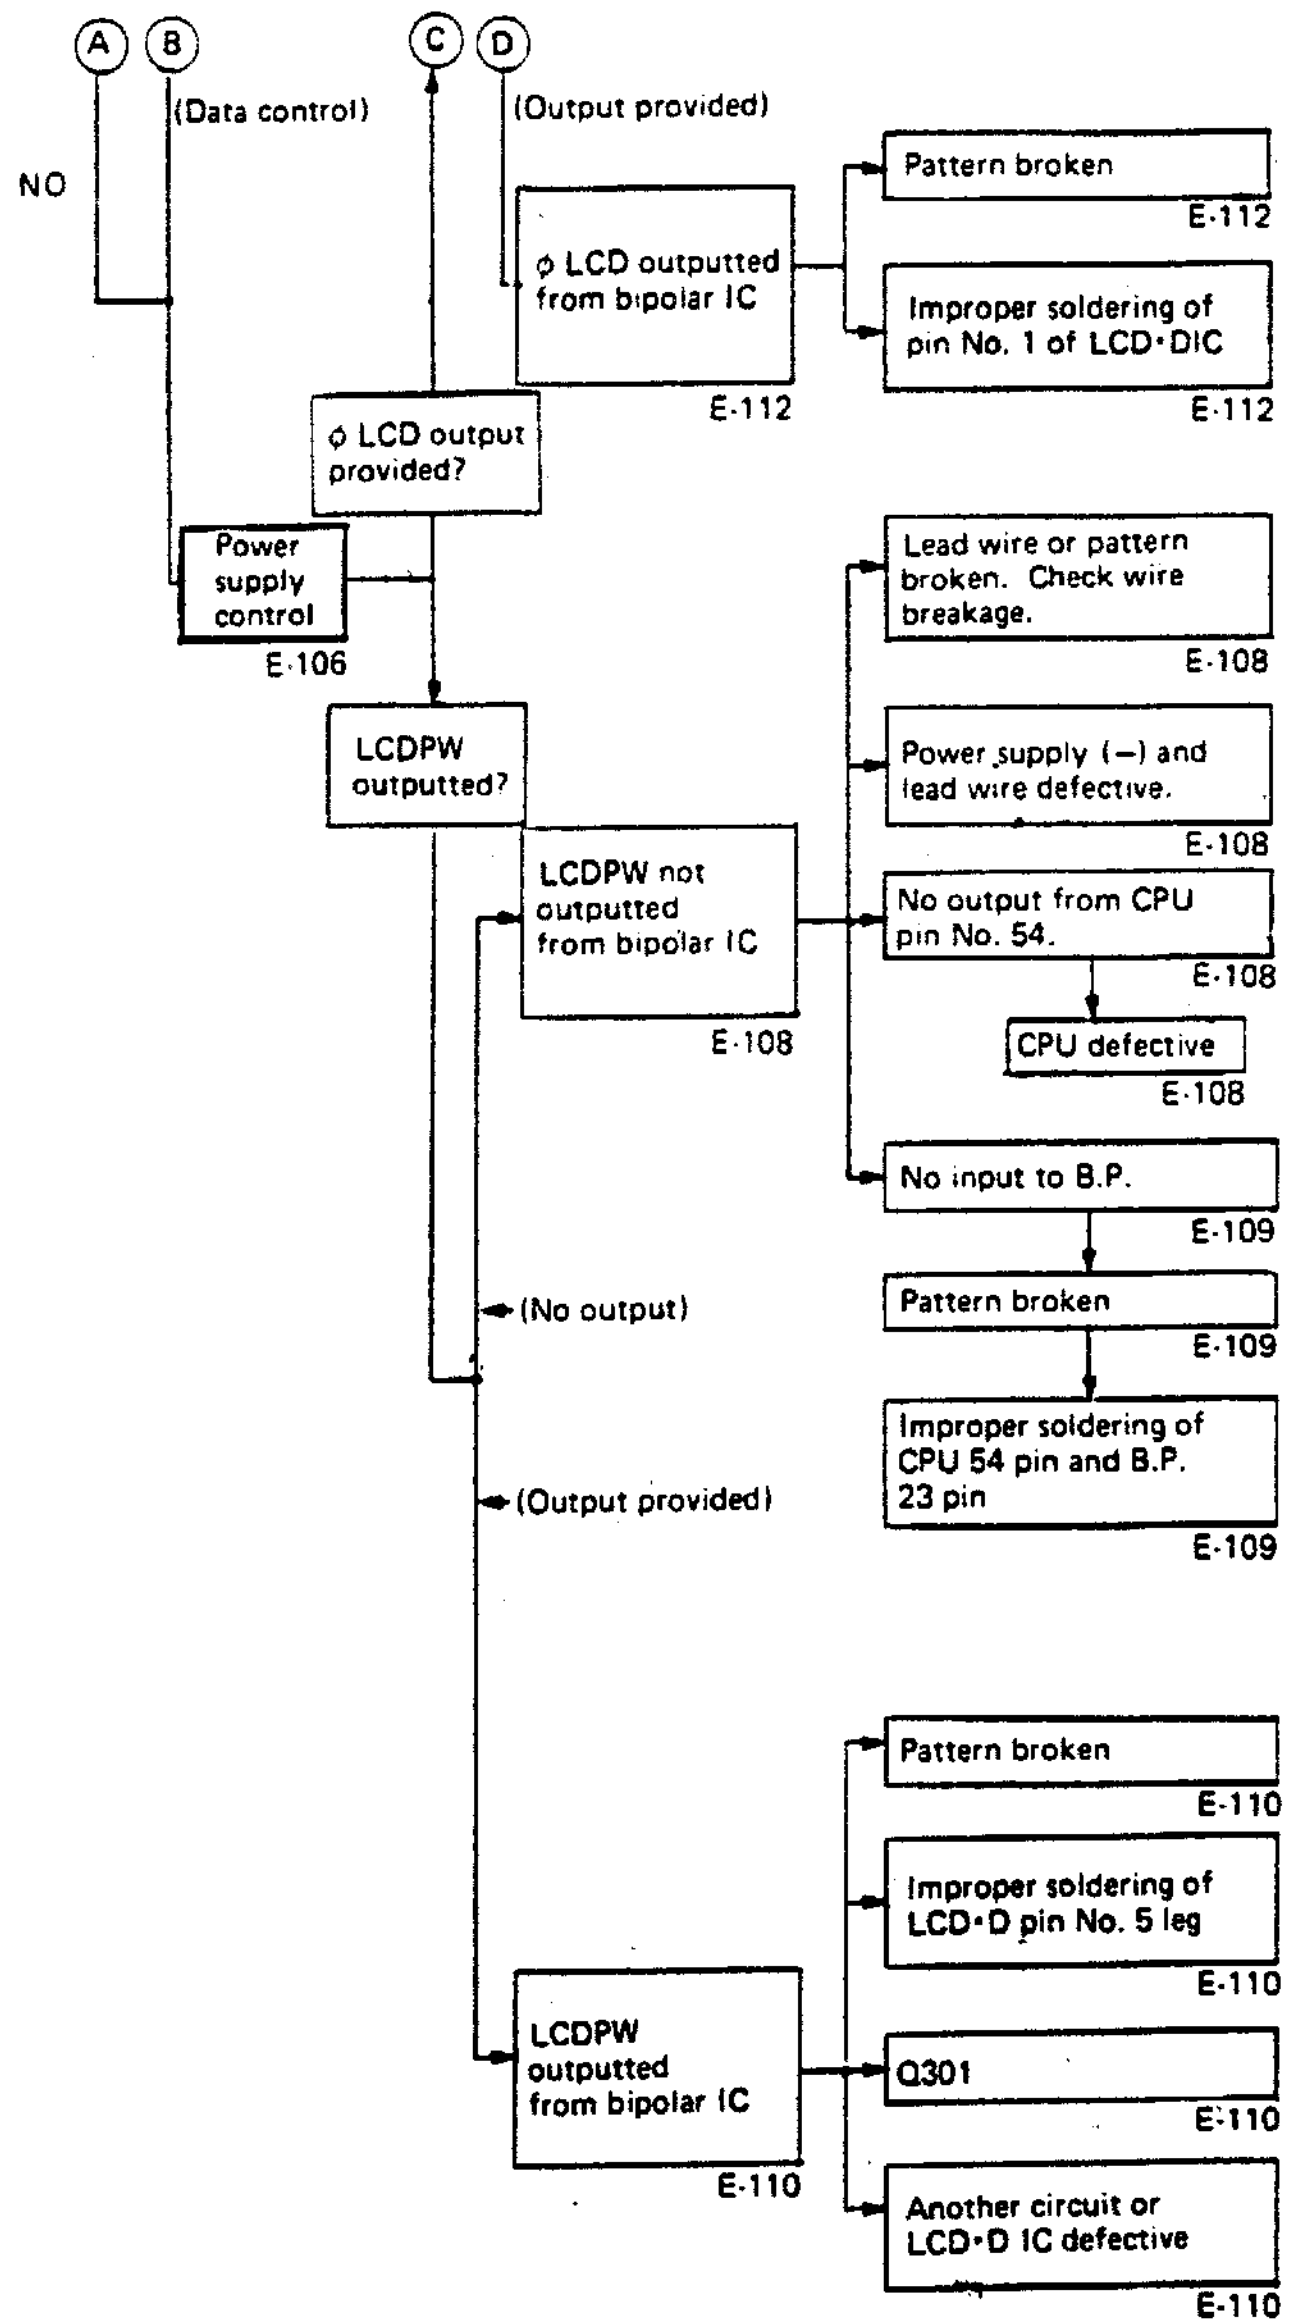 A B C D
(Data control)
(Output provided)
NO
Pattern broken
E-112
φ LCD outputted
from bipolar IC
E-112
Improper soldering of
pin No. 1 of LCD·DIC
E-112
φ LCD output
provided?
Power
supply
control
E-106
Lead wire or pattern
broken. Check wire
breakage.
E-108
LCDPW
outputted?
Power supply (−) and
lead wire defective.
E-108
LCDPW not
outputted
from bipolar IC
E-108
No output from CPU
pin No. 54.
E-108
CPU defective
E-108
No input to B.P.
E-109
Pattern broken
E-109
(No output)
Improper soldering of
CPU 54 pin and B.P.
23 pin
E-109
(Output provided)
Pattern broken
E-110
Improper soldering of
LCD·D pin No. 5 leg
E-110
LCDPW
outputted
from bipolar IC
E-110
Q301
E-110
Another circuit or
LCD·D IC defective
E-110